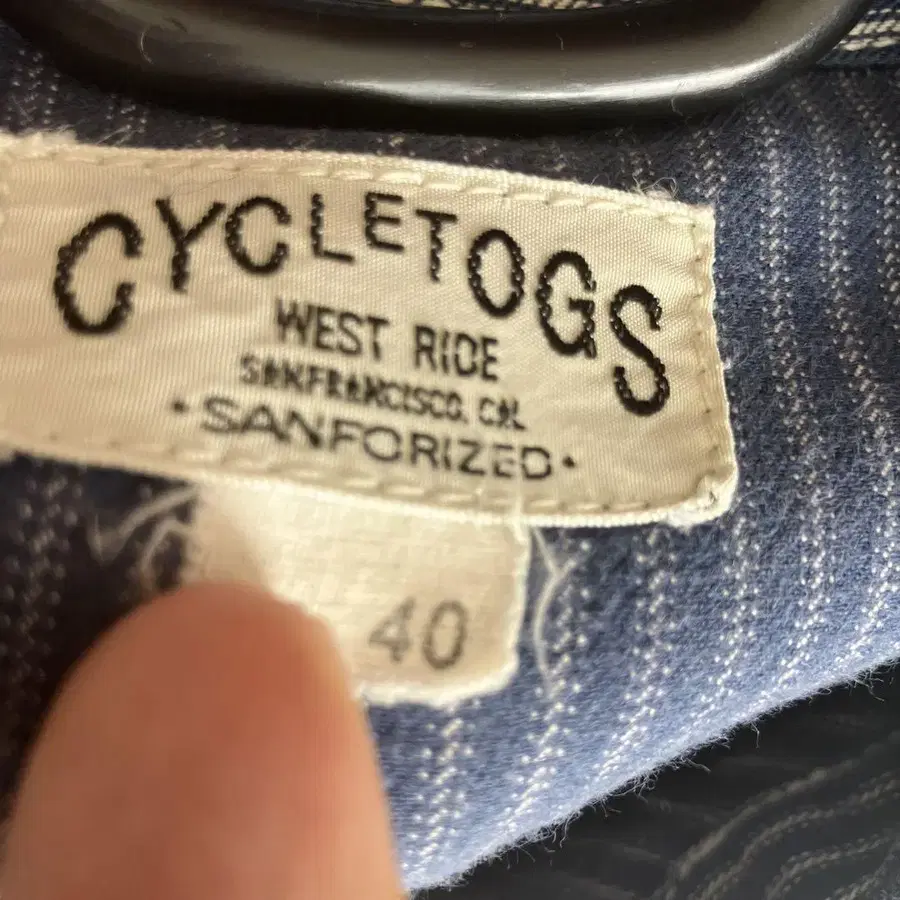 CYCLETOGS
WEST RIDE
SANFRANCISCO. CAL
• SANFORIZED •
40